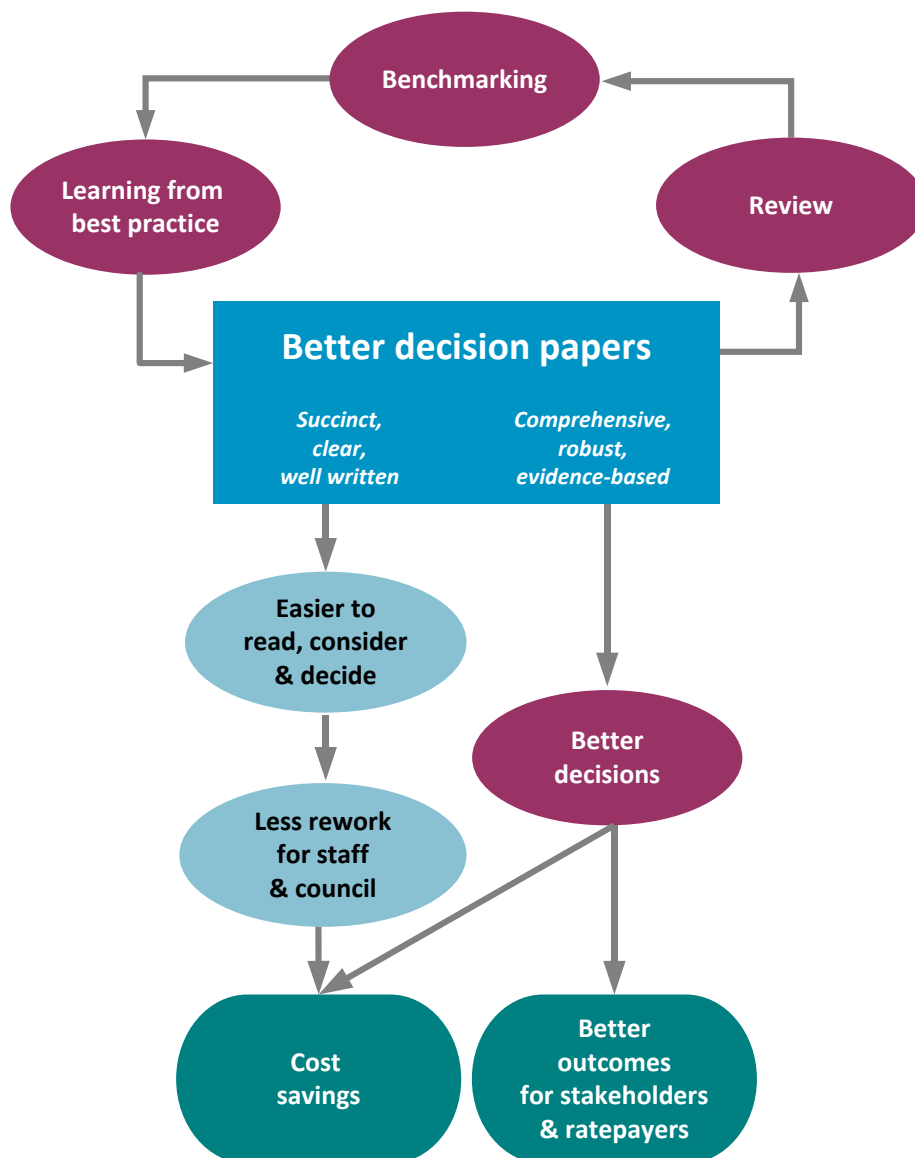 Benchmarking
Learning from
best practice
Review
Better decision papers
Succinct,
clear,
well written
Comprehensive,
robust,
evidence-based
Easier to
read, consider
& decide
Better
decisions
Less rework
for staff
& council
Cost
savings
Better
outcomes
for stakeholders
& ratepayers